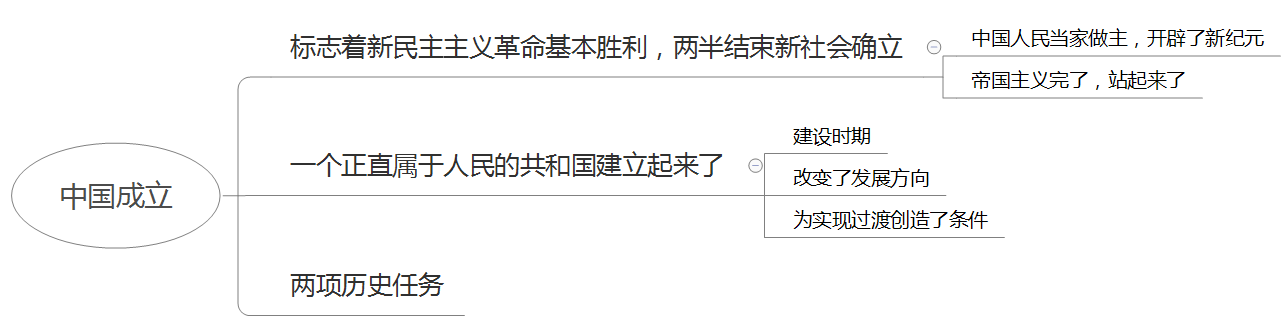 中国成立
标志着新民主主义革命基本胜利，两半结束新社会确立
中国人民当家做主，开辟了新纪元
帝国主义完了，站起来了
一个正直属于人民的共和国建立起来了
建设时期
改变了发展方向
为实现过渡创造了条件
两项历史任务